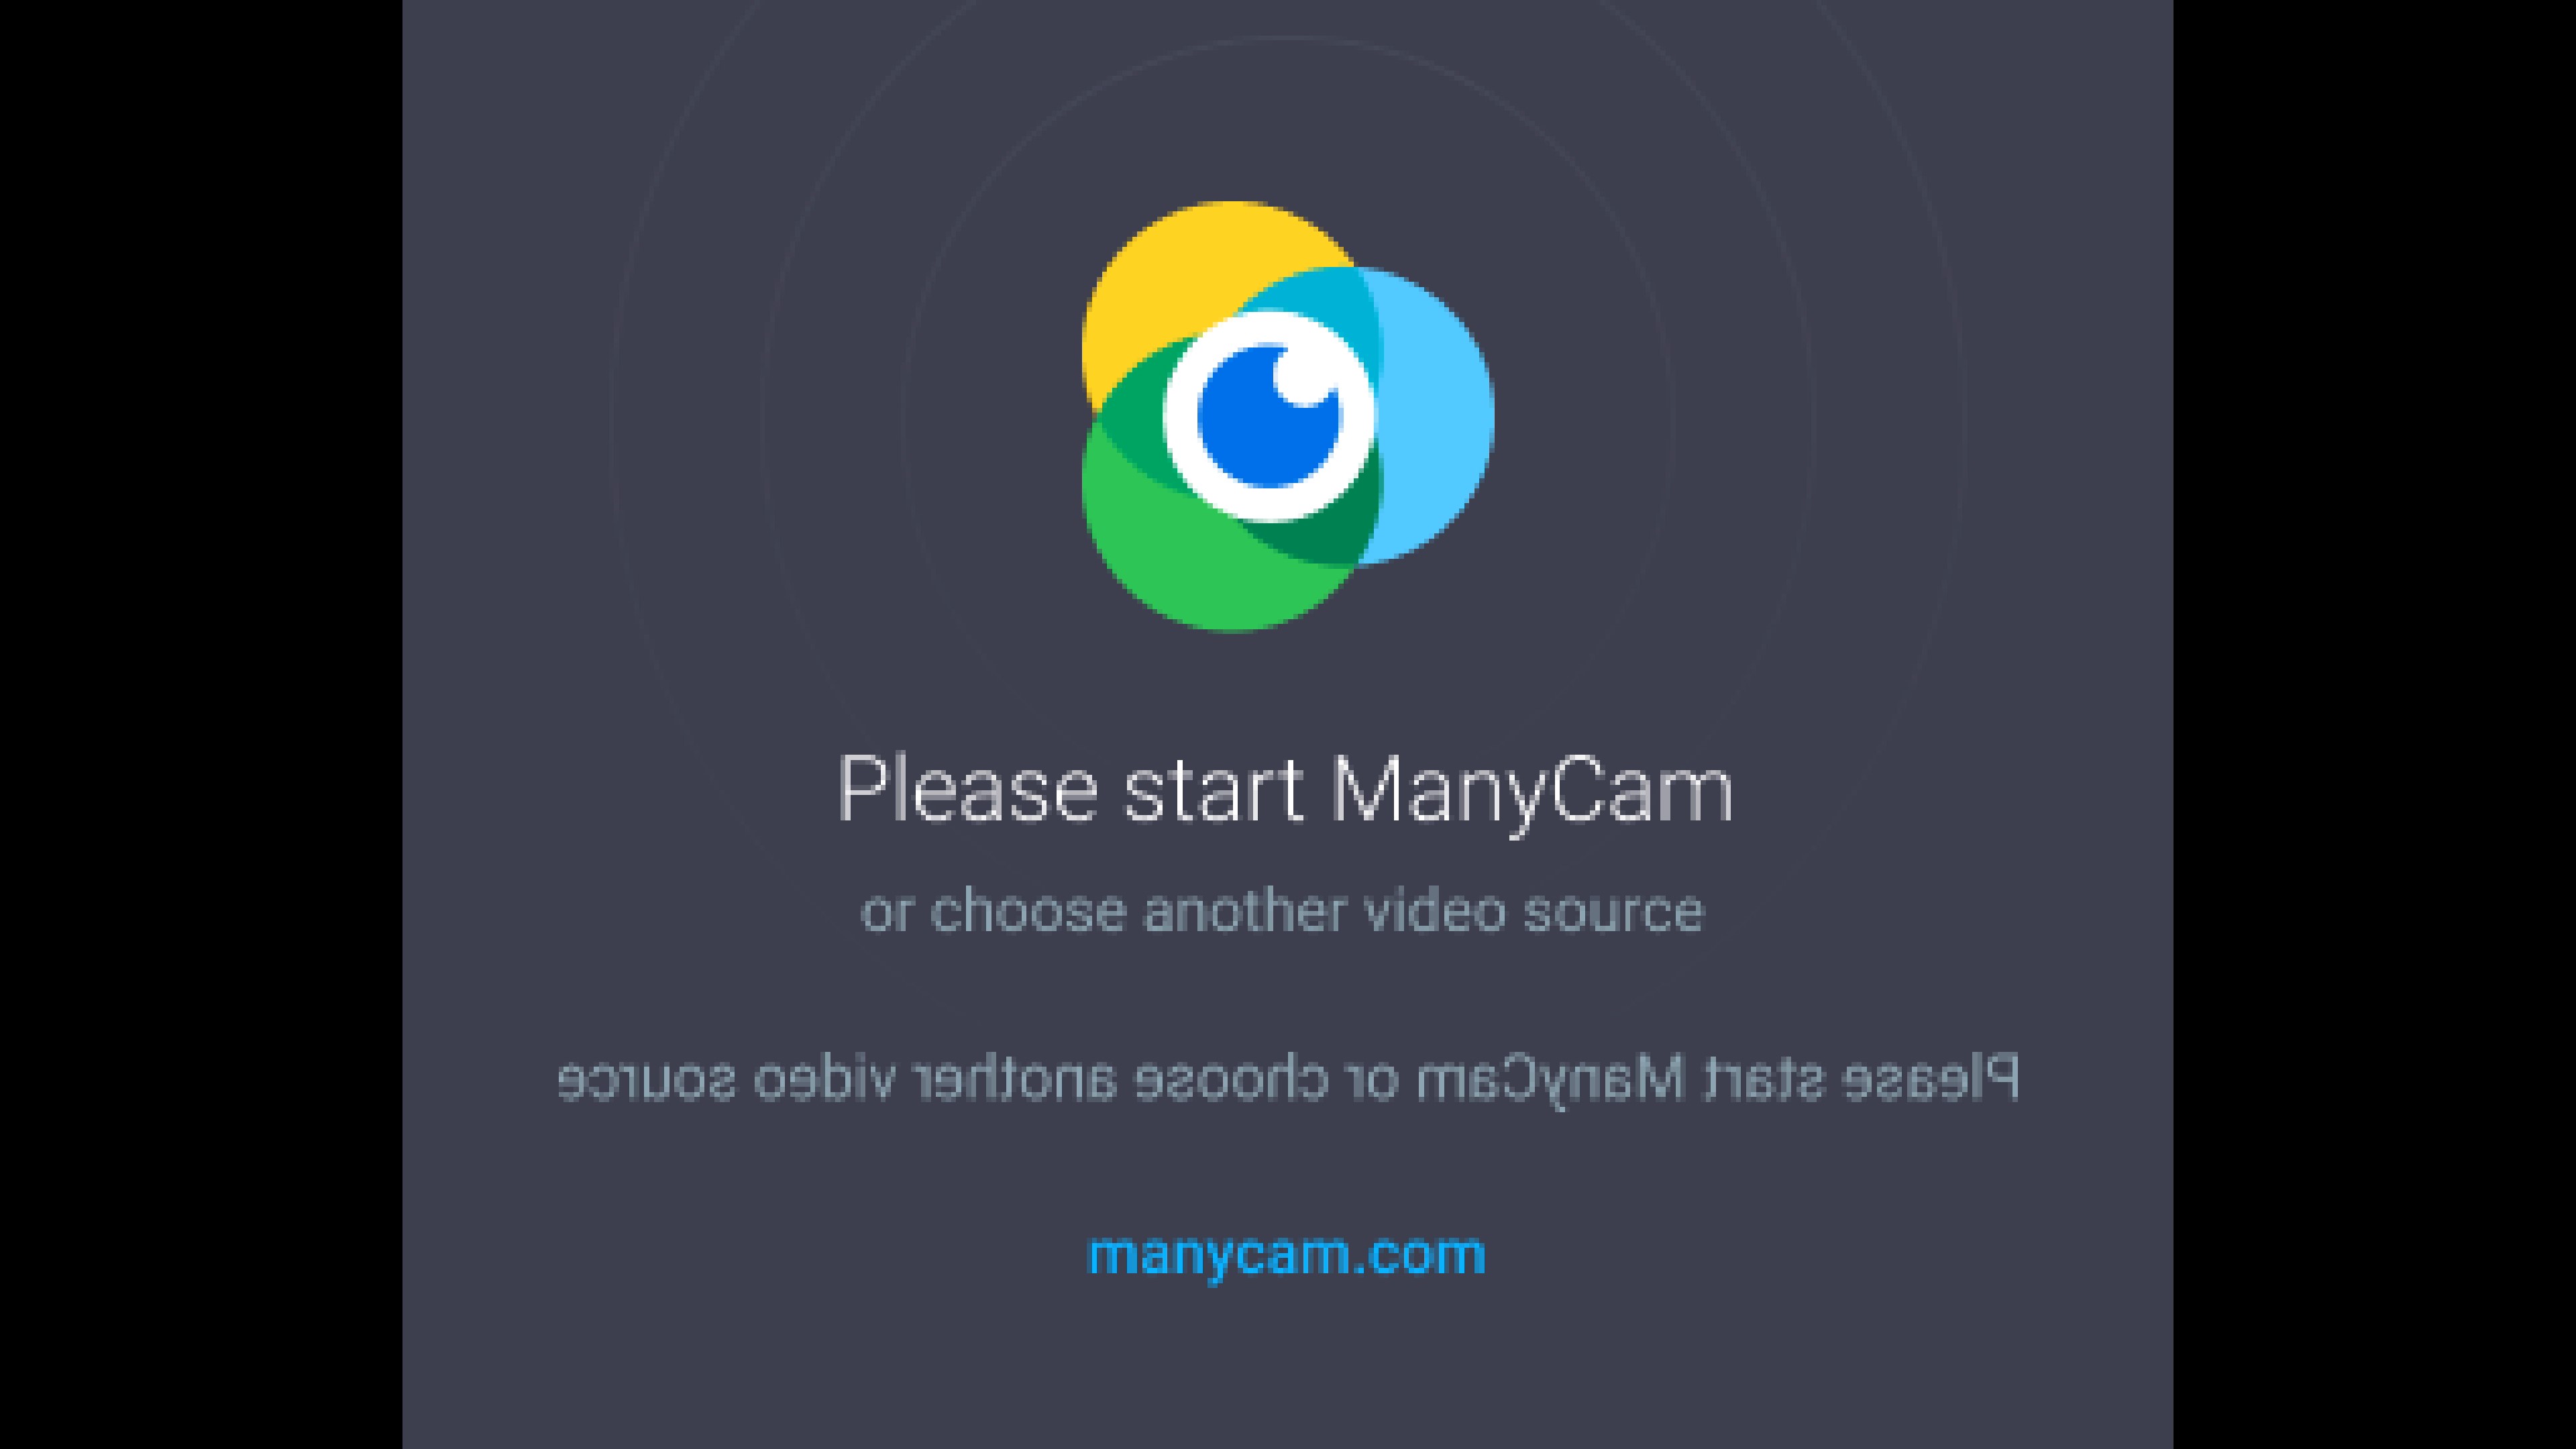 Please start ManyCam
or choose another video source
Please start ManyCam or choose another video source
manycam.com